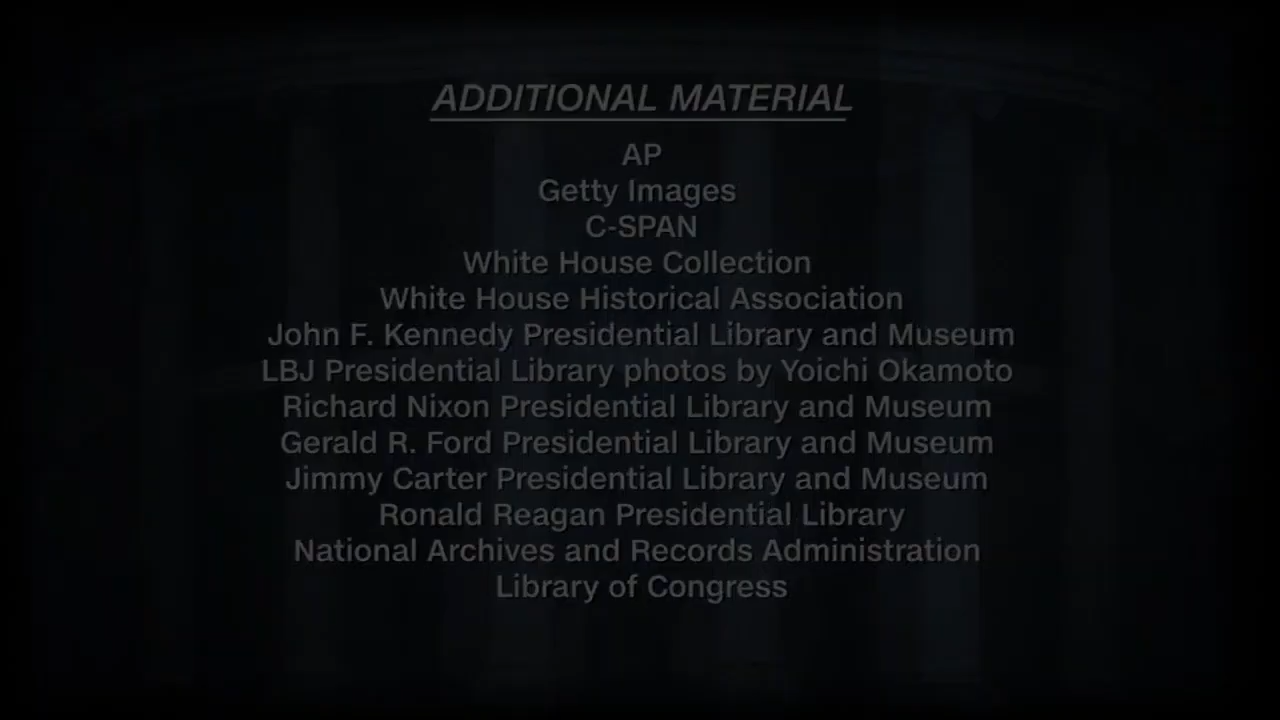 ADDITIONAL MATERIAL
AP
Getty Images
C-SPAN
White House Collection
White House Historical Association
John F. Kennedy Presidential Library and Museum
LBJ Presidential Library photos by Yoichi Okamoto
Richard Nixon Presidential Library and Museum
Gerald R. Ford Presidential Library and Museum
Jimmy Carter Presidential Library and Museum
Ronald Reagan Presidential Library
National Archives and Records Administration
Library of Congress